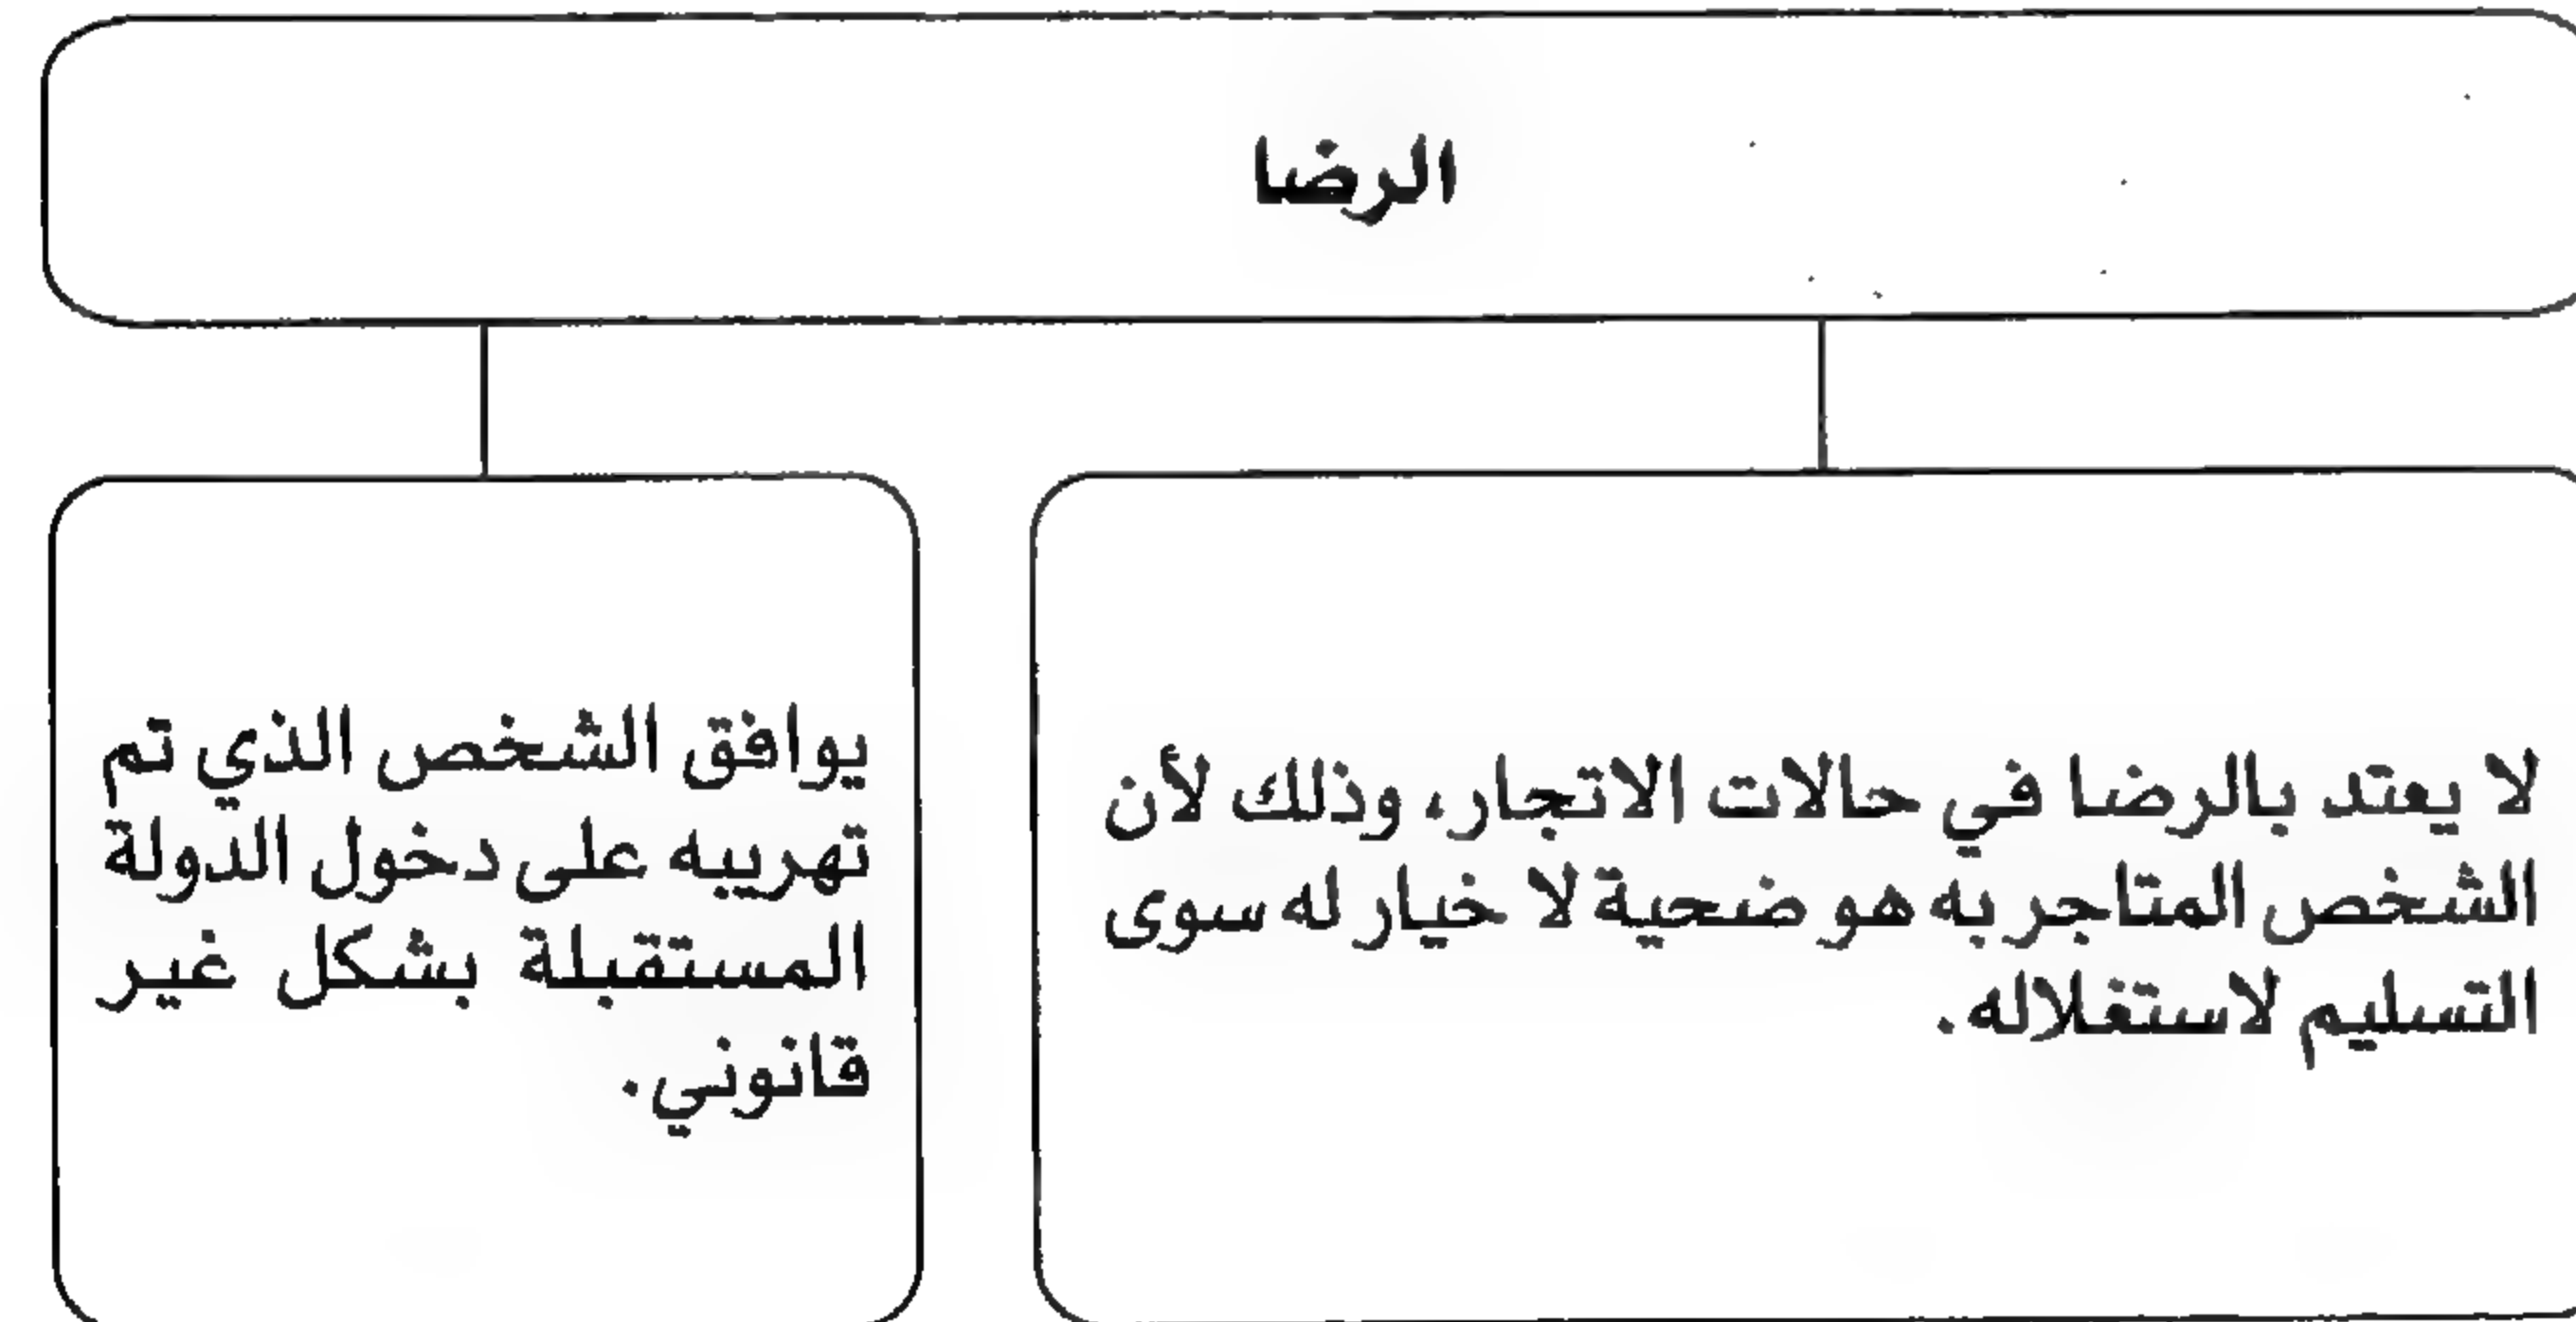 الرضا
لا يعتد بالرضا في حالات الاتجار، وذلك لأن
الشخص المتاجر به هو ضحية لا خيار له سوى
التسليم لاستغلاله.
يوافق الشخص الذي تم
تهريبه على دخول الدولة
المستقبلة بشكل غير
قانوني.